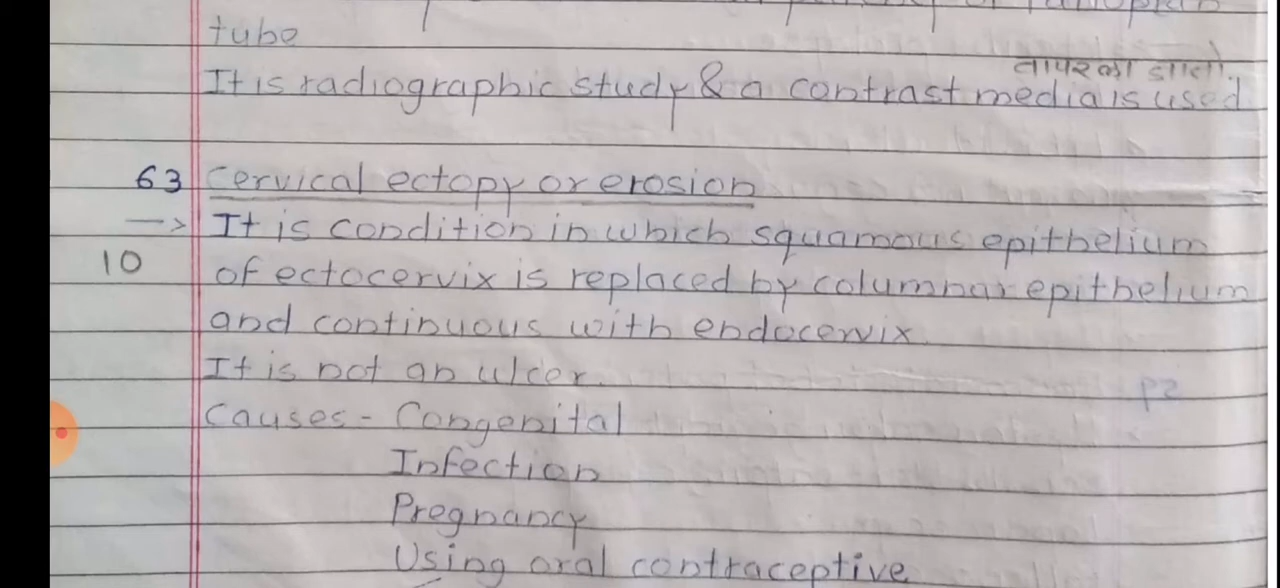 tube
वापरला जातो.
It is radiographic study & a contrast media is used
63 Cervical ectopy or erosion
→ It is condition in which squamous epithelium
10 of ectocervix is replaced by columnar epithelium
and continuous with endocervix
It is not an ulcer.
P2
Causes - Congenital
Infection
Pregnancy
Using oral contraceptive